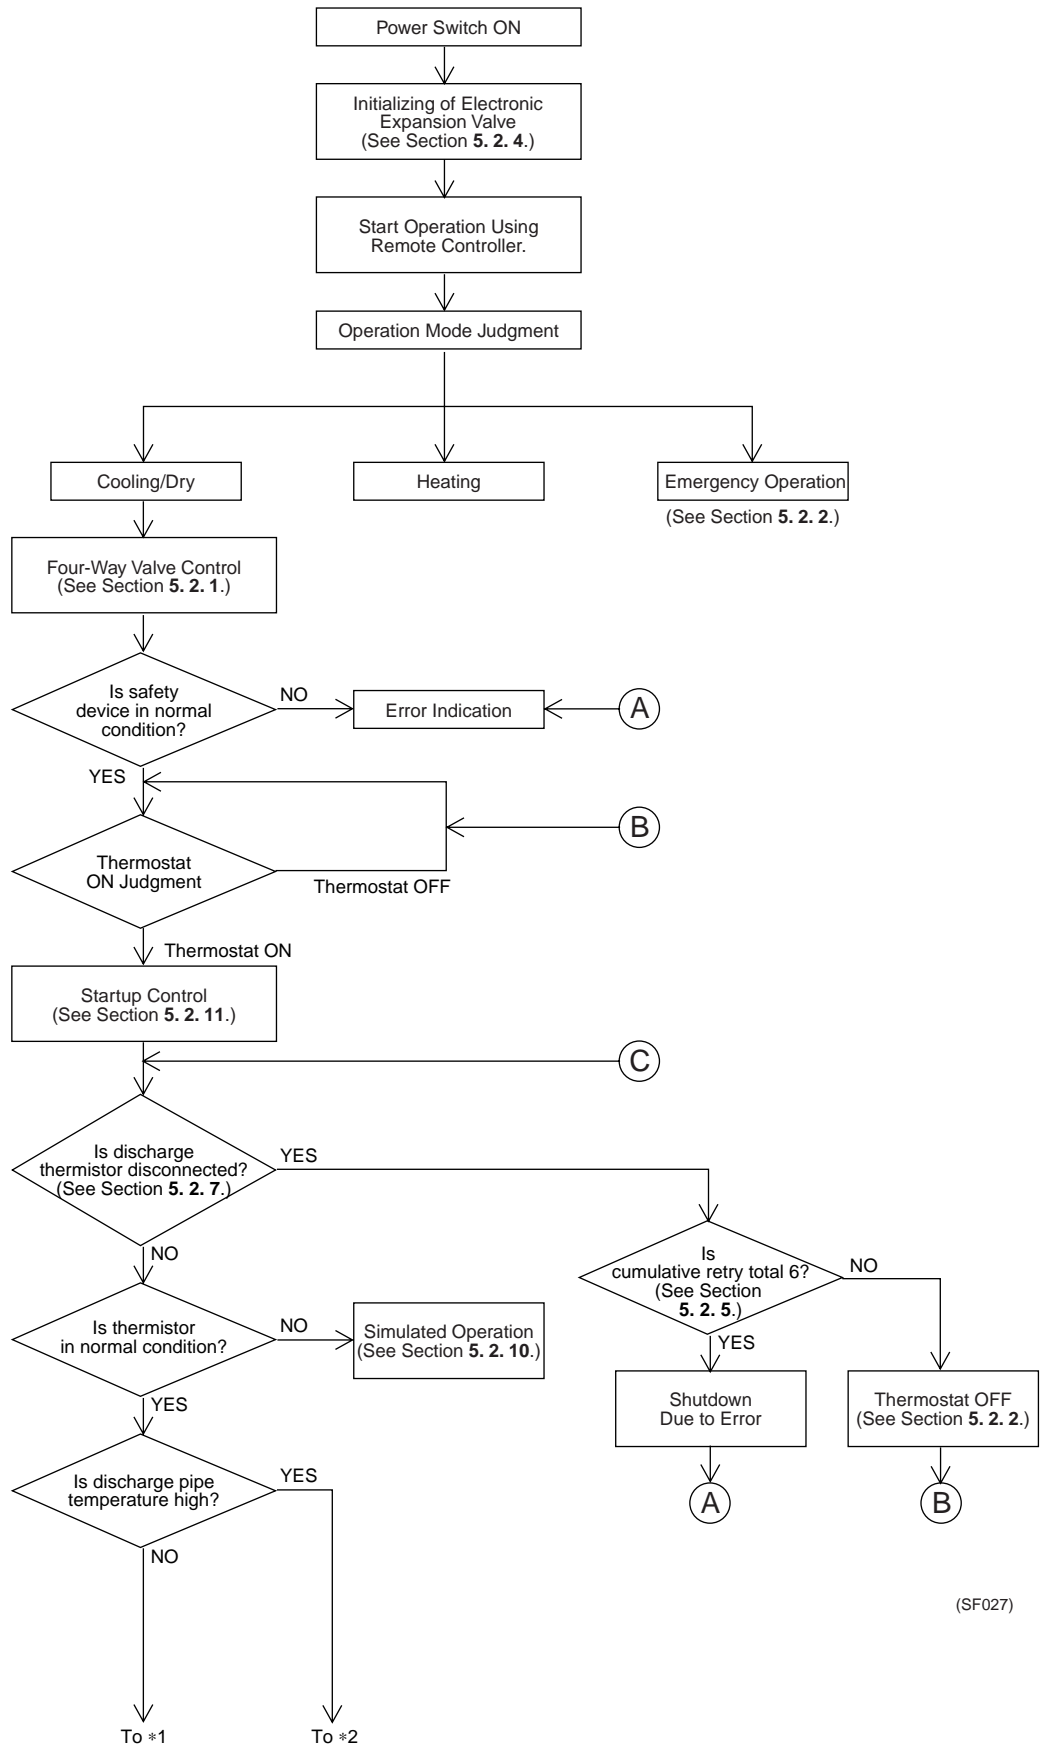 Power Switch ON
Initializing of Electronic
Expansion Valve
(See Section 5. 2. 4.)
Start Operation Using
Remote Controller.
Operation Mode Judgment
Cooling/Dry
Heating
Emergency Operation
(See Section 5. 2. 2.)
Four-Way Valve Control
(See Section 5. 2. 1.)
Is safety
device in normal
condition?
NO
Error Indication
A
YES
B
Thermostat
ON Judgment
Thermostat OFF
Thermostat ON
Startup Control
(See Section 5. 2. 11.)
C
Is discharge
thermistor disconnected?
(See Section 5. 2. 7.)
YES
NO
Is
cumulative retry total 6?
(See Section
5. 2. 5.)
NO
YES
Is thermistor
in normal condition?
NO
Simulated Operation
(See Section 5. 2. 10.)
YES
Shutdown
Due to Error
Thermostat OFF
(See Section 5. 2. 2.)
Is discharge pipe
temperature high?
YES
NO
A
B
(SF027)
To *1
To *2